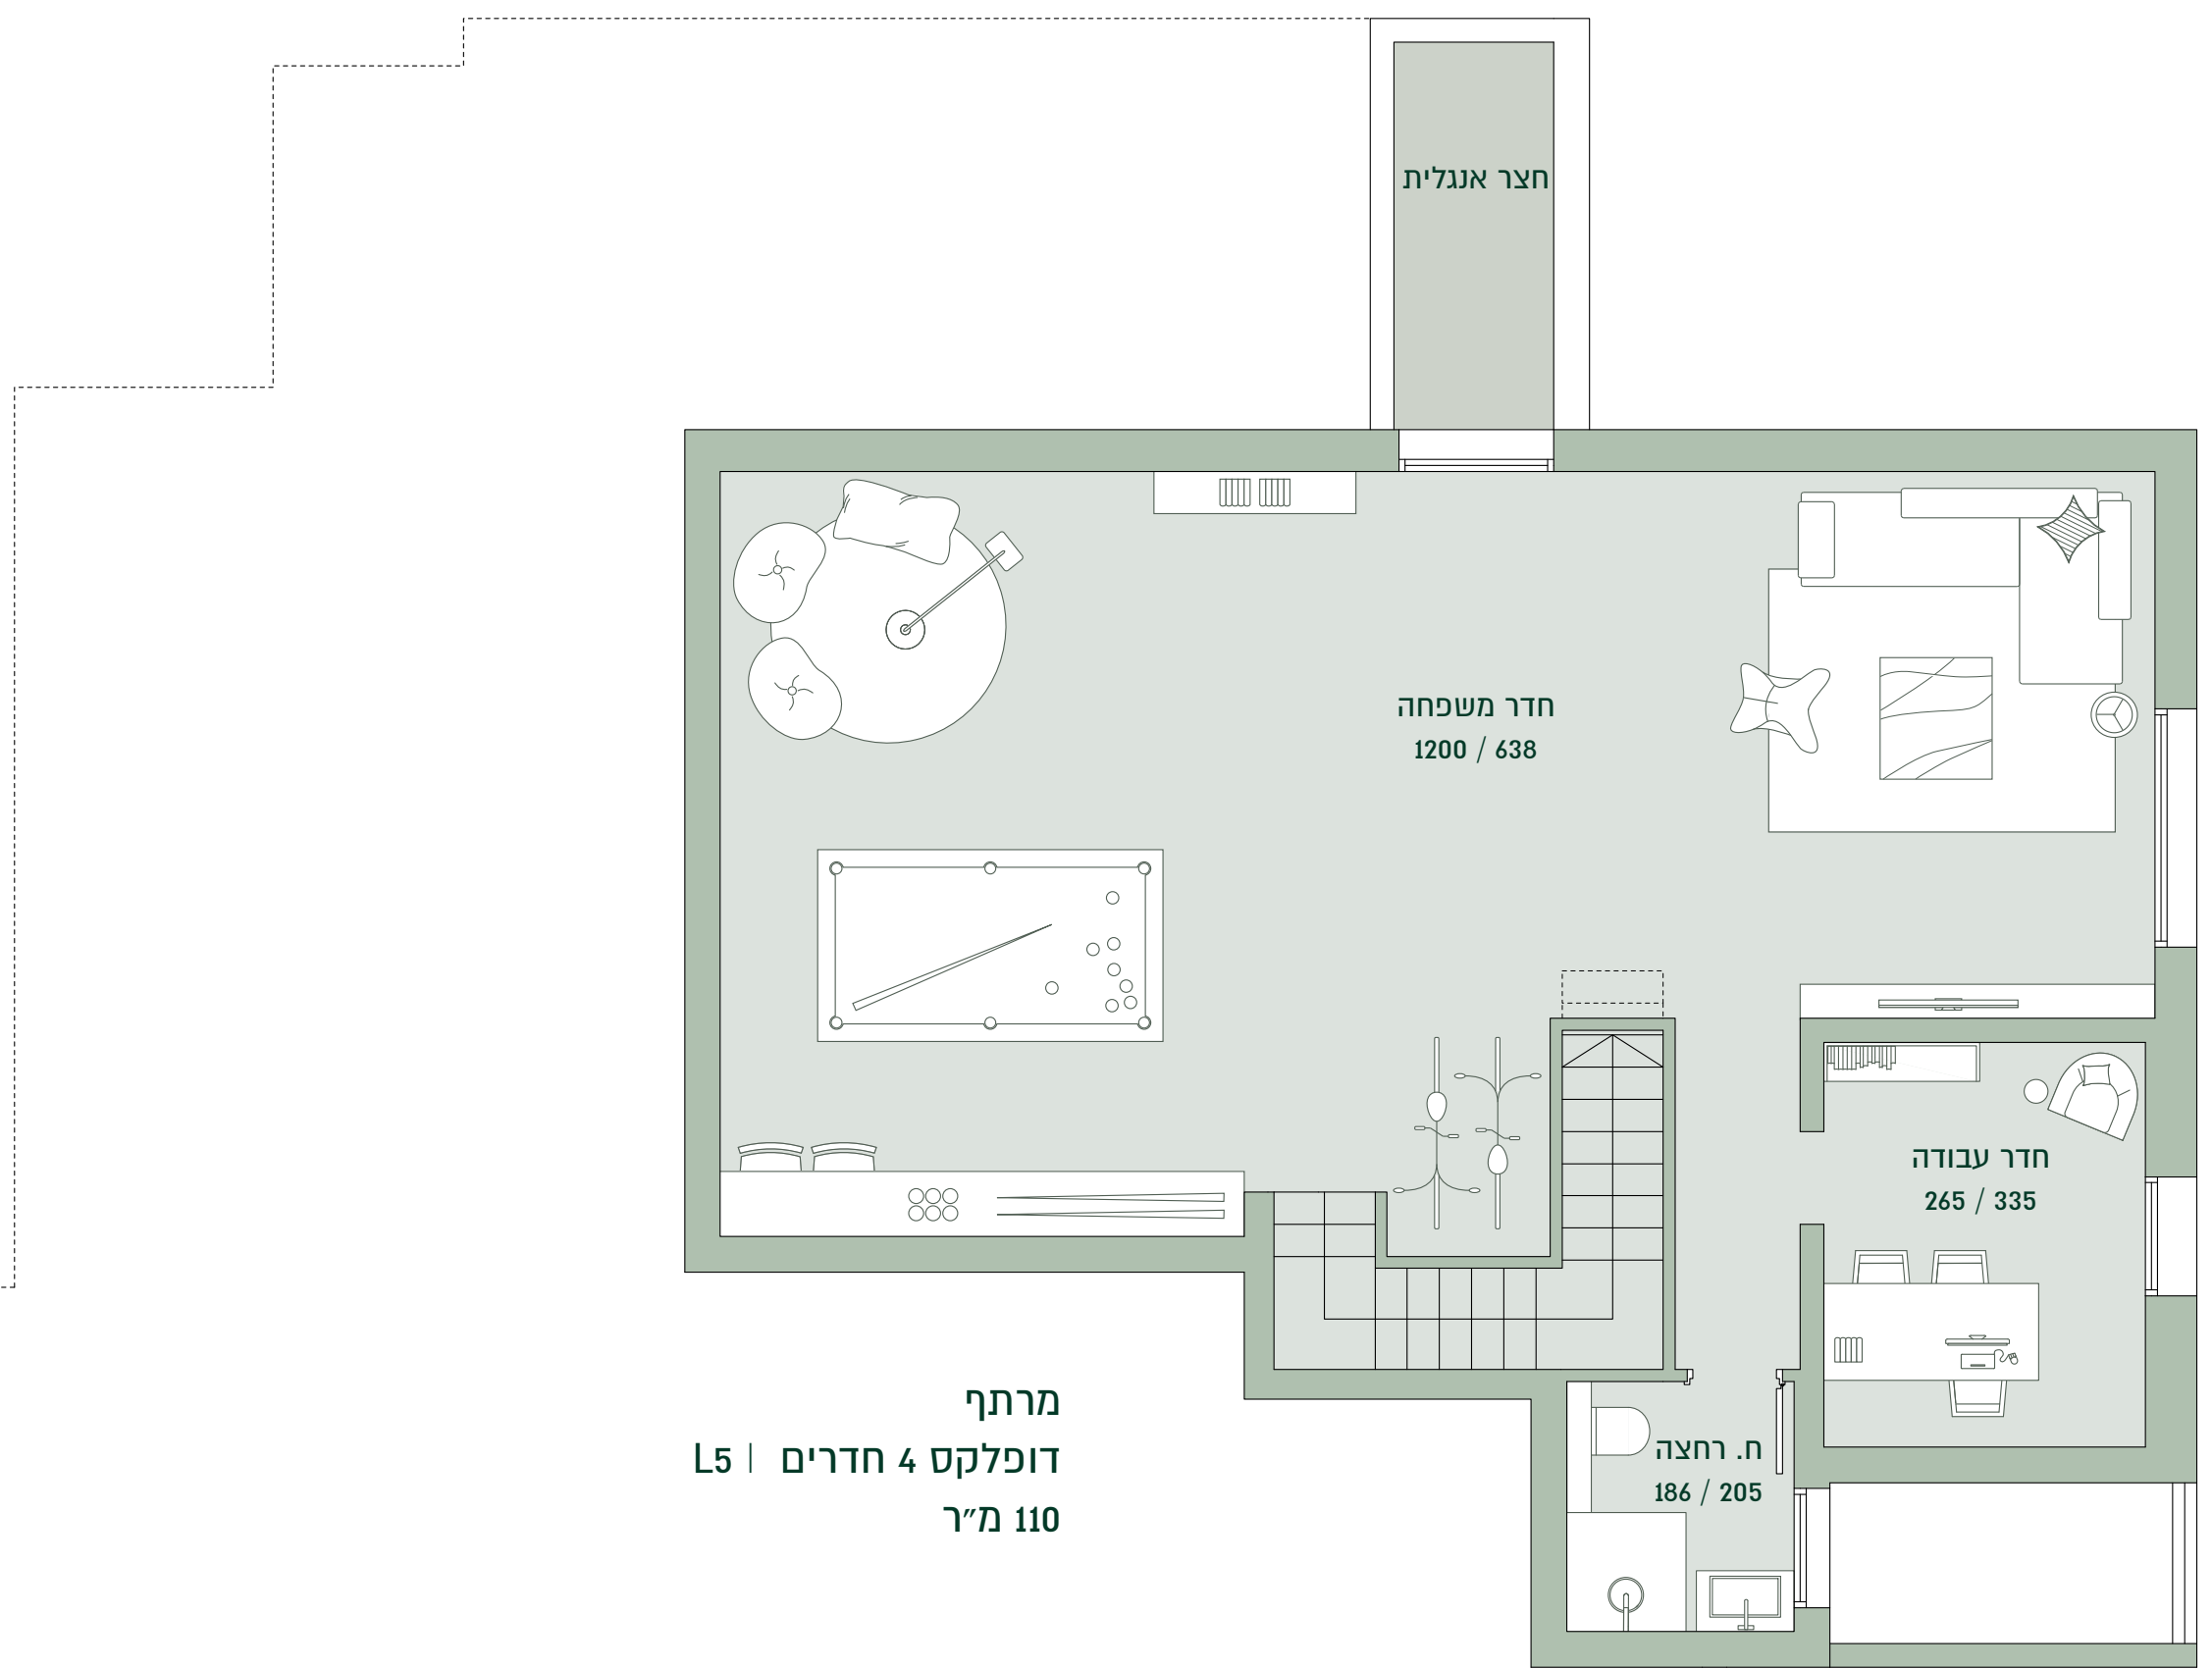 חצר אנגלית
חדר משפחה
1200 / 638
חדר עבודה
265 / 335
ח. רחצה
186 / 205
מרתף
דופלקס 4 חדרים | L5
110 מ״ר